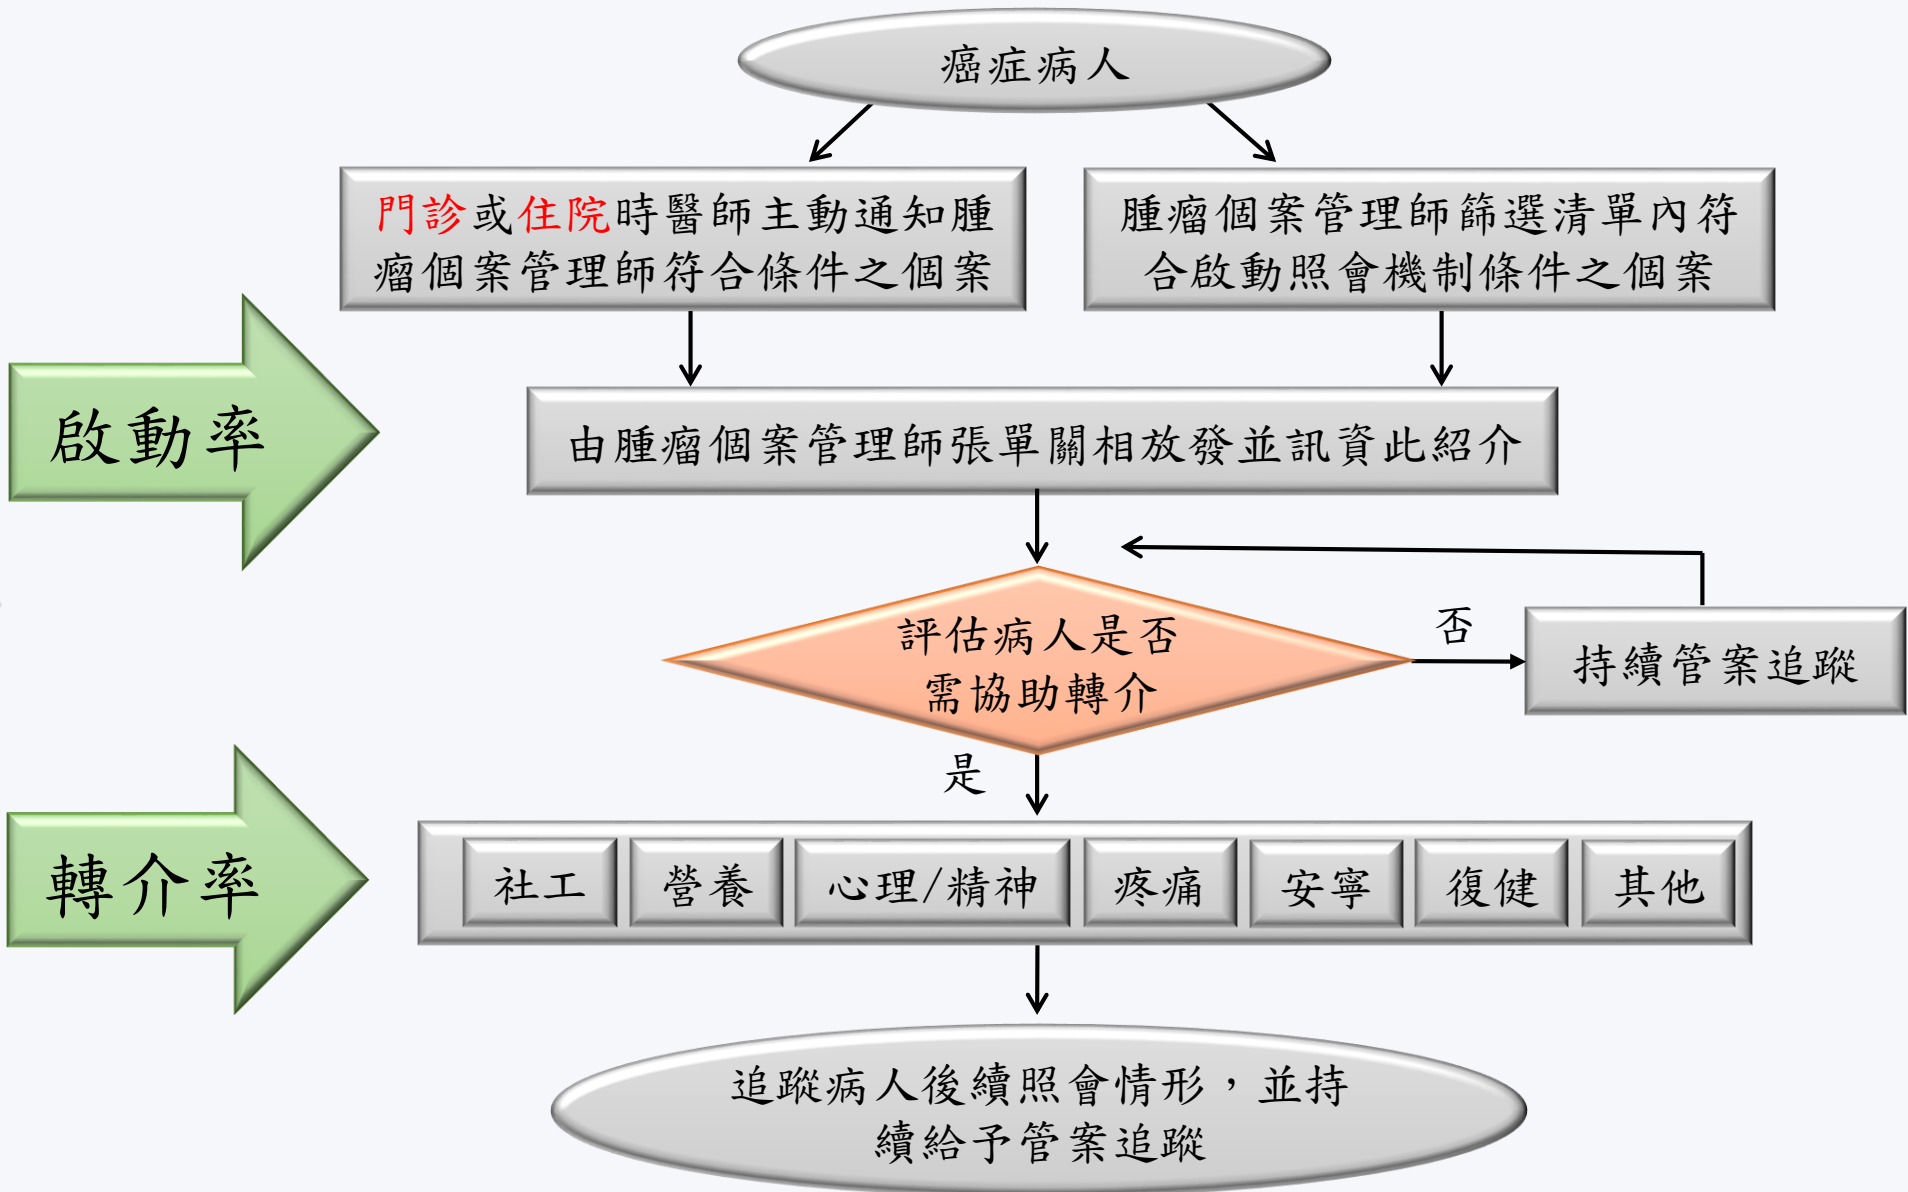 癌症病人
門診或住院時醫師主動通知腫
瘤個案管理師符合條件之個案
腫瘤個案管理師篩選清單內符
合啟動照會機制條件之個案
啟動率
由腫瘤個案管理師張單關相放發並訊資此紹介
評估病人是否
需協助轉介
否
持續管案追蹤
是
轉介率
社工
營養
心理/精神
疼痛
安寧
復健
其他
追蹤病人後續照會情形，並持
續給予管案追蹤